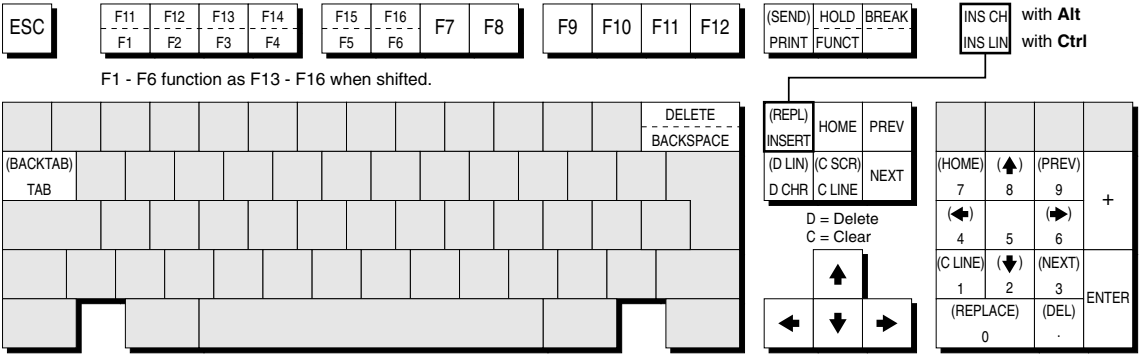 ESC
F11 F12 F13 F14
F1 F2 F3 F4
F15 F16
F5 F6
F7 F8
F9 F10 F11 F12
(SEND) HOLD BREAK
PRINT FUNCT
INS CH with Alt
INS LIN with Ctrl
F1 - F6 function as F13 - F16 when shifted.
DELETE
BACKSPACE
(BACKTAB)
TAB
(REPL)
INSERT
HOME PREV
(D LIN) (C SCR)
D CHR C LINE
NEXT
D = Delete
C = Clear
(HOME) ( ) (PREV)
7 8 9
+
( ) ( )
4 5 6
(C LINE) ( ) (NEXT)
1 2 3
ENTER
(REPLACE) (DEL)
0 .